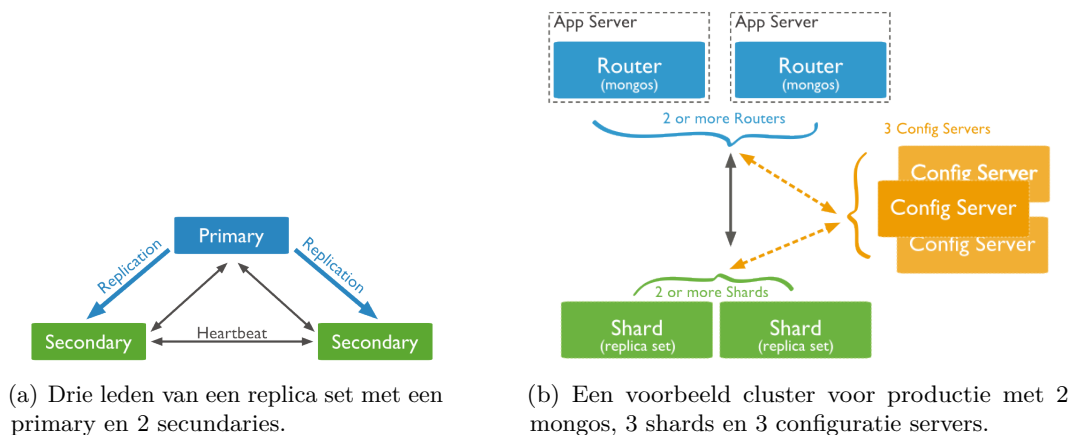 Primary
Replication
Replication
Secondary
Heartbeat
Secondary
(a) Drie leden van een replica set met een
primary en 2 secundaries.
App Server
App Server
Router
(mongos)
Router
(mongos)
2 or more Routers
3 Config Servers
Config Server
Config Server
Config Server
2 or more Shards
Shard
(replica set)
Shard
(replica set)
(b) Een voorbeeld cluster voor productie met 2
mongos, 3 shards en 3 configuratie servers.